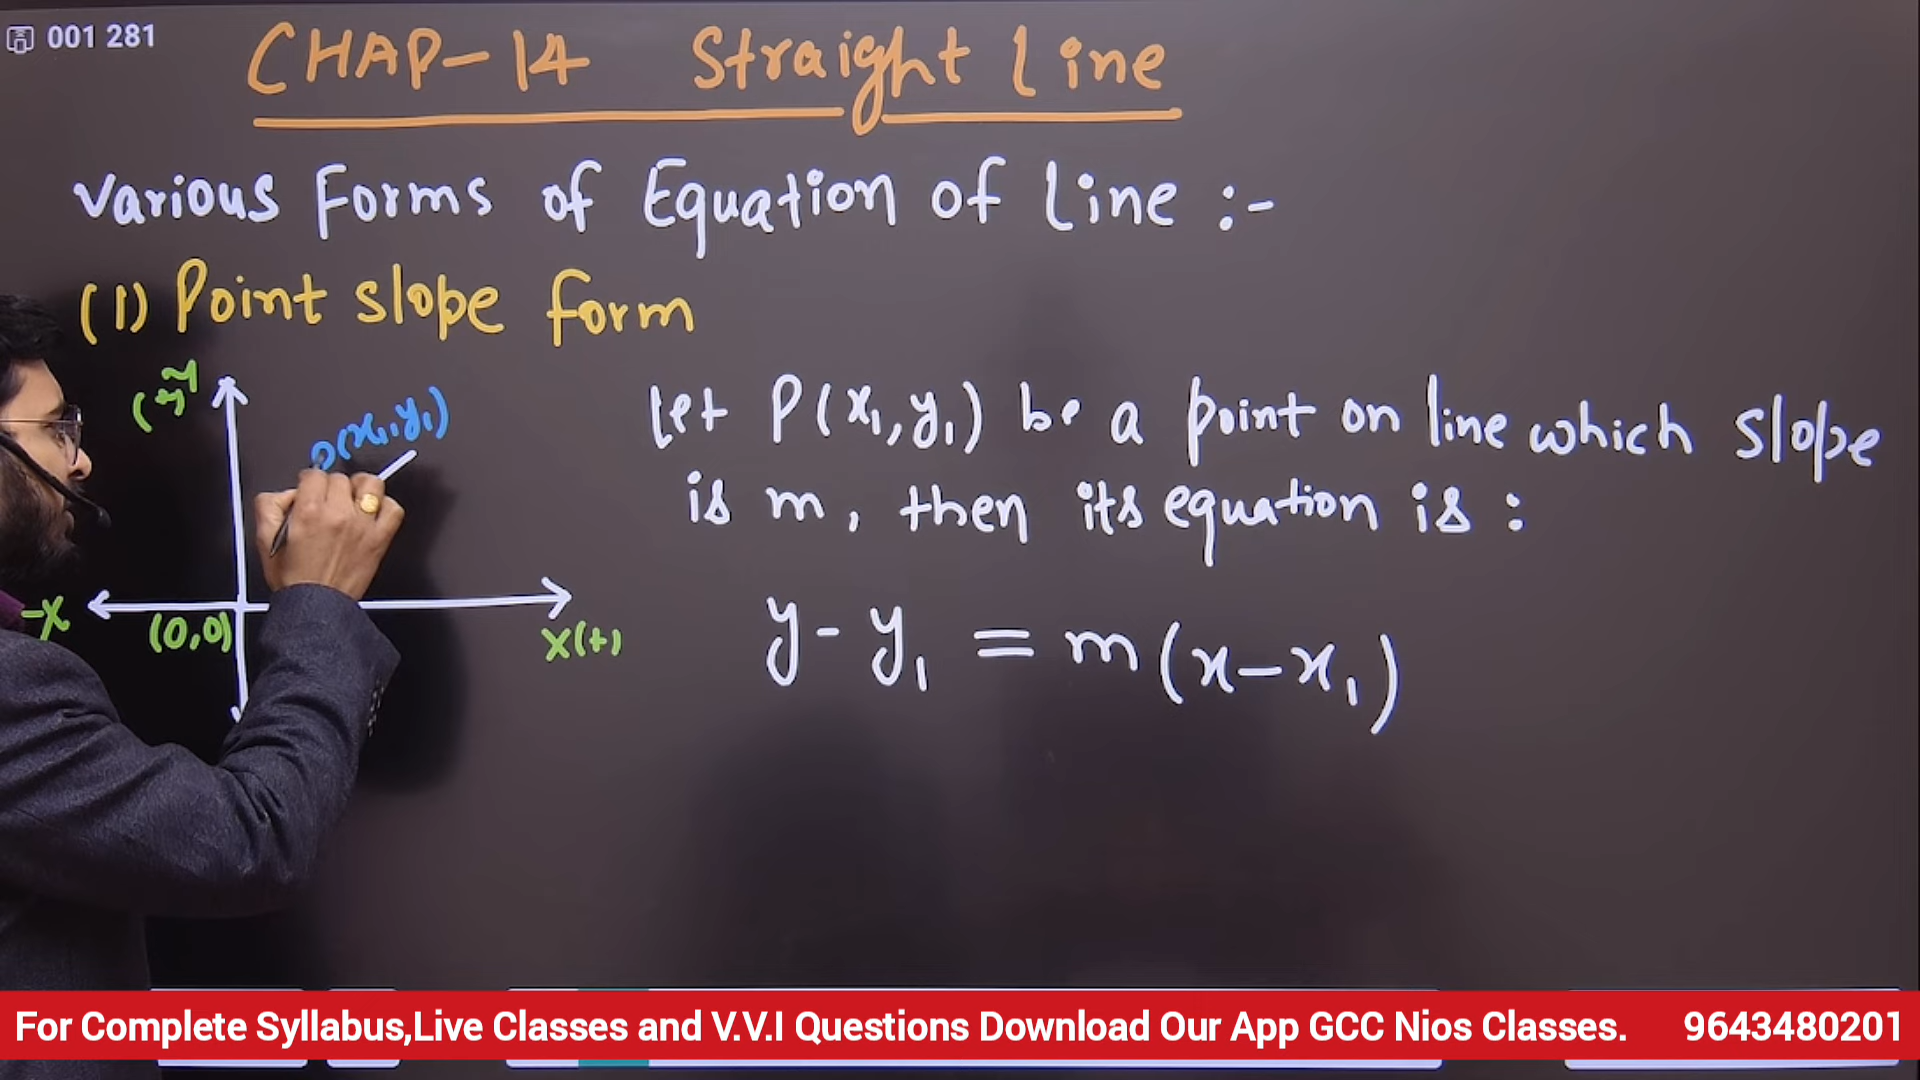 001 281
CHAP-14 Straight Line
Various Forms of Equation of Line :-
(1) Point slope form
P(x₁,y₁)
let P(x₁,y₁) be a point on line which slope
is m, then its equation is :
-X
(0,0)
X(+)
y - y₁ = m(x-x₁)
For Complete Syllabus,Live Classes and V.V.I Questions Download Our App GCC Nios Classes. 9643480201